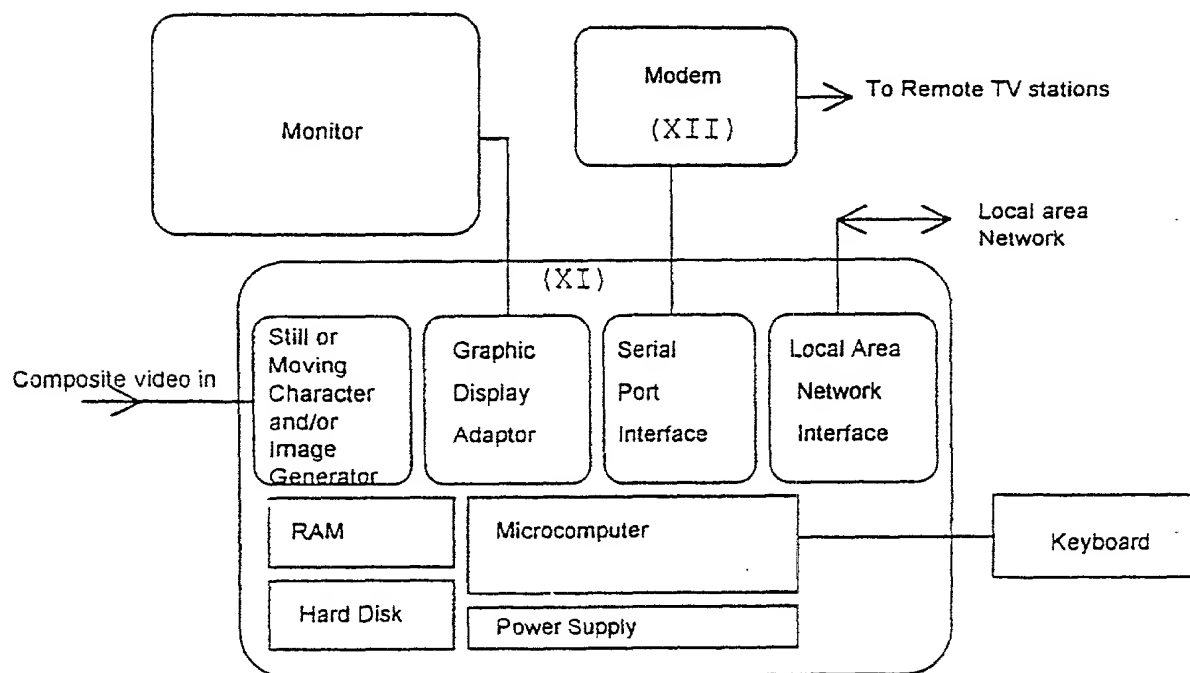 Monitor
Modem
(XII)
To Remote TV stations
Local area
Network
(XI)
Composite video in
Still or
Moving
Character
and/or
Image
Generator
Graphic
Display
Adaptor
Serial
Port
Interface
Local Area
Network
Interface
RAM
Microcomputer
Keyboard
Hard Disk
Power Supply